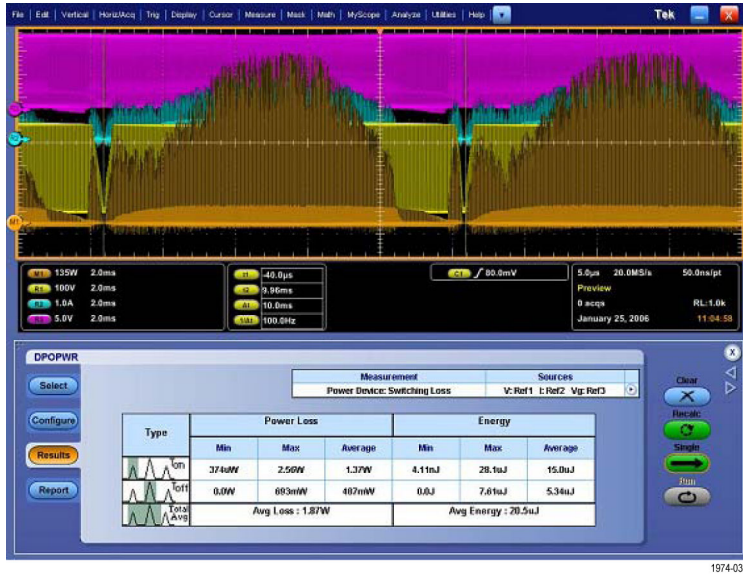 File | Edit | Vertical | Horiz/Acq | Trig | Display | Cursor | Measure | Mask | Math | MyScope | Analyze | Utilities | Help
Tek
X
M1
M1 135W 2.0ms
R1 100V 2.0ms
R2 1.0A 2.0ms
R3 5.0V 2.0ms
t1 -40.0µs
t2 9.96ms
Δt 10.0ms
1/Δt 100.0Hz
C1 80.0mV
5.0µs 20.0MS/s 50.0ns/pt
Preview
0 acqs RL:1.0k
January 25, 2006 11:04:58
DPOPWR
X
Select
Configure
Results
Report
Measurement Sources
Power Device: Switching Loss V: Ref1 I: Ref2 Vg: Ref3
Type Power Loss Energy
Min Max Average Min Max Average
Ton 374uW 2.56W 1.37W 4.11nJ 28.1uJ 15.0uJ
Toff 0.0W 693mW 487mW 0.0J 7.61uJ 5.34uJ
Total Avg Avg Loss : 1.87W Avg Energy : 20.5uJ
Clear
Recalc
Single
Run
1974-03